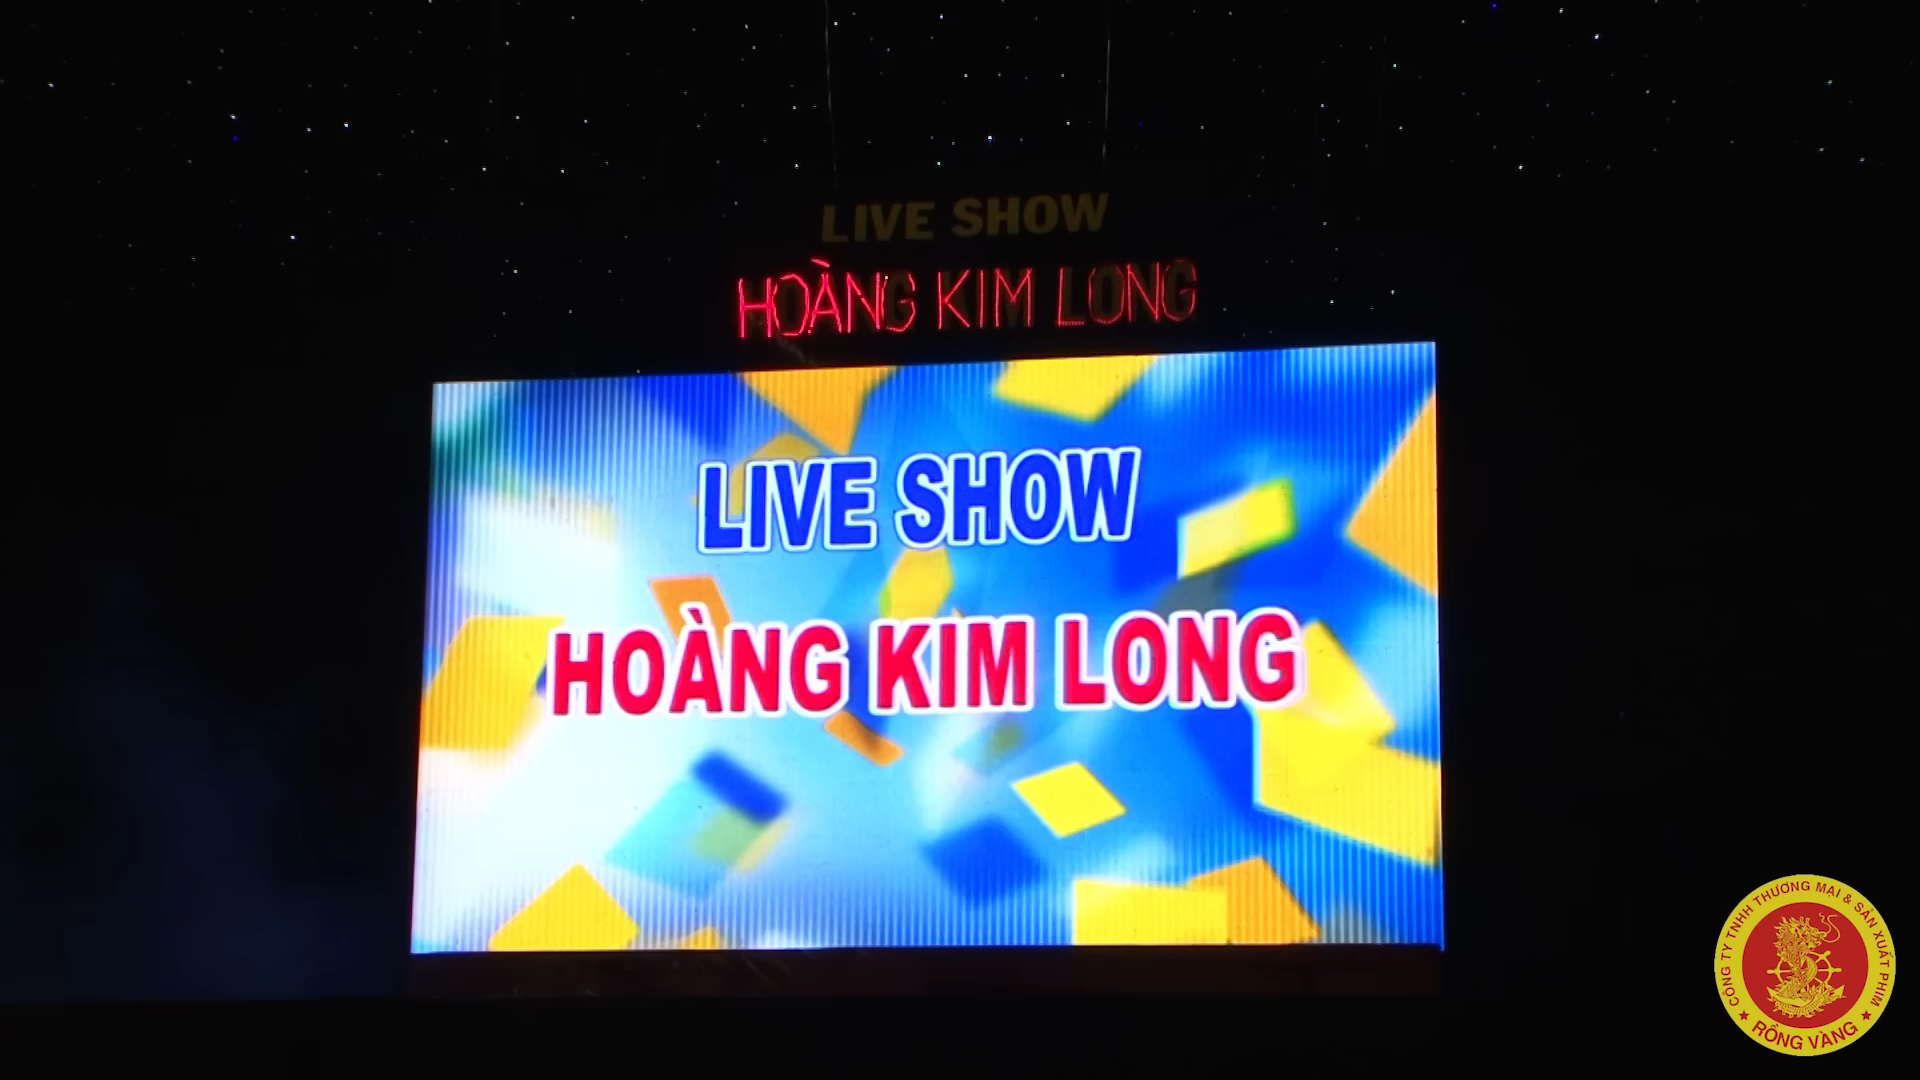 LIVE SHOW
HOÀNG KIM LONG
LIVE SHOW
HOÀNG KIM LONG
CÔNG TY TNHH THƯƠNG MẠI & SẢN XUẤT PHIM
RỒNG VÀNG